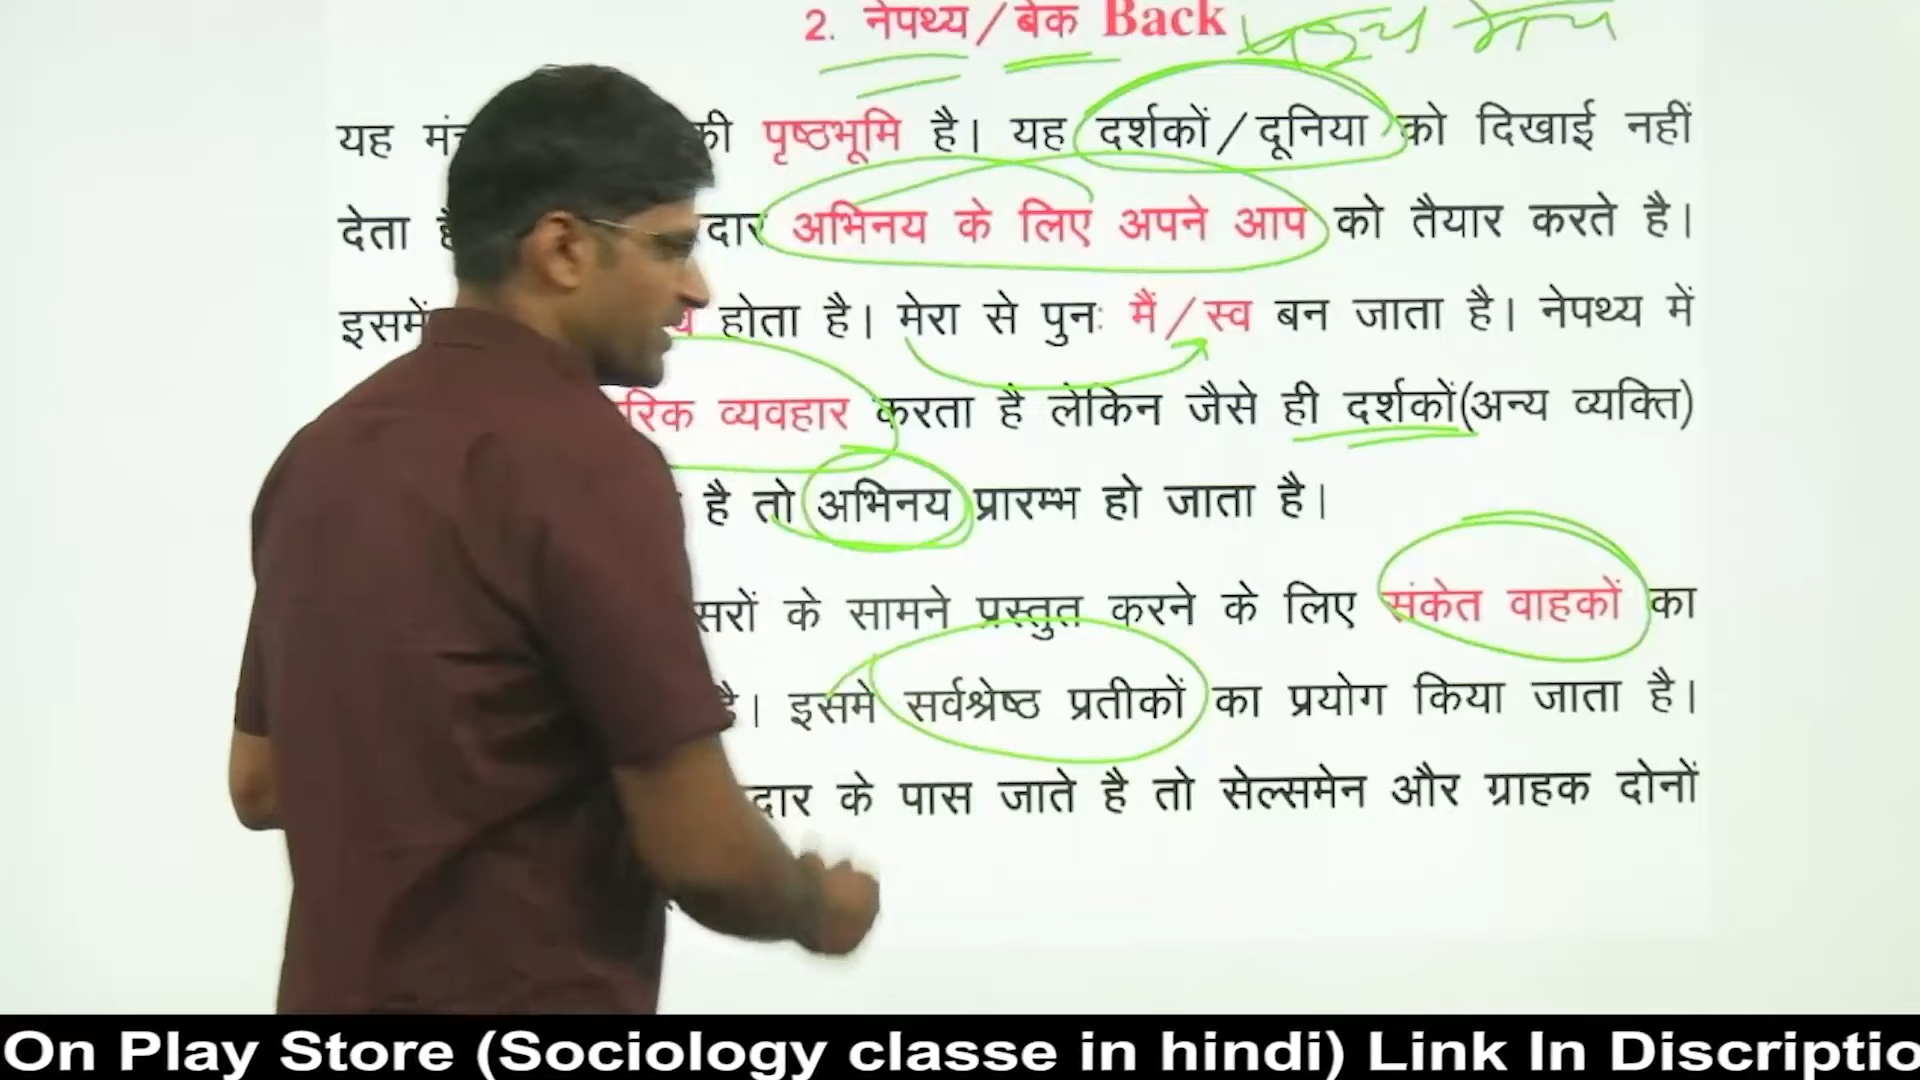 2. नेपथ्य / बेक Back
यह की पृष्ठभूमि है। यह दर्शकों / दूनिया को दिखाई नहीं
देता अभिनय के लिए अपने आप को तैयार करते है।
इसमें होता है। मेरा से पुनः मैं / स्व बन जाता है। नेपथ्य में
व्यवहार करता है लेकिन जैसे ही दर्शकों(अन्य व्यक्ति)
है तो अभिनय प्रारम्भ हो जाता है।
के सामने प्रस्तुत करने के लिए संकेत वाहकों का
है। इसमे सर्वश्रेष्ठ प्रतीकों का प्रयोग किया जाता है।
के पास जाते है तो सेल्समेन और ग्राहक दोनों
On Play Store (Sociology classe in hindi) Link In Discriptio